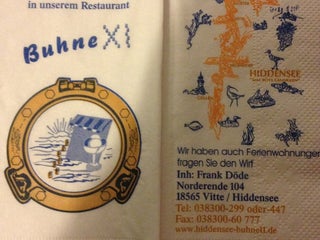 in unserem Restaurant
Buhne XI
HIDDENSEE
Wir haben auch Ferienwohnungen
fragen Sie den Wirt
Inh: Frank Döde
Norderende 104
18565 Vitte / Hiddensee
Tel: 038300-299 oder-447
Fax: 038300-60 777
www.hiddensee-buhne11.de